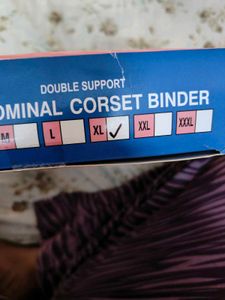 DOUBLE SUPPORT
OMINAL CORSET BINDER
M L XL ✓ XXL XXXL